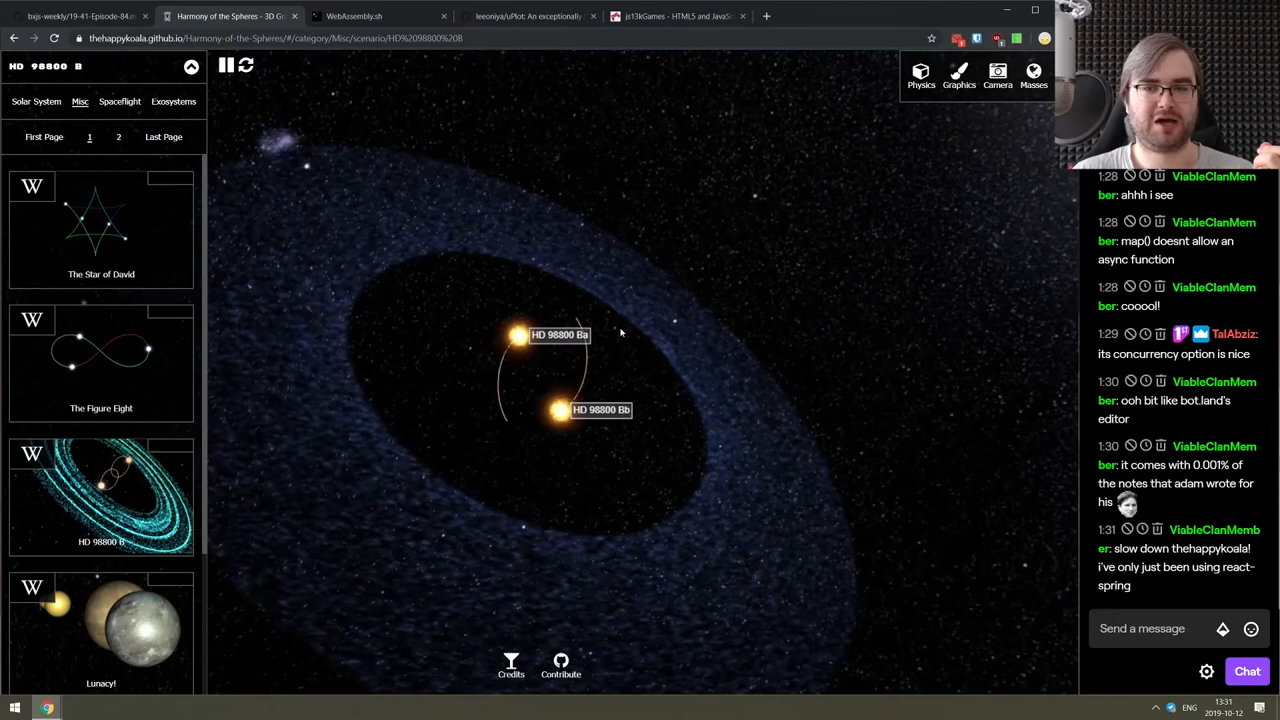 bxjs-weekly/19-41-Episode-84.m
Harmony of the Spheres - 3D Gr
WebAssembly.sh
leeoniya/uPlot: An exceptionally
js13kGames - HTML5 and JavaSc
thehappykoala.github.io/Harmony-of-the-Spheres/#/category/Misc/scenario/HD%2098800%20B
HD 98800 B
Solar System
Misc
Spaceflight
Exosystems
First Page
1
2
Last Page
W
The Star of David
W
The Figure Eight
W
HD 98800 B
W
Lunacy!
HD 98800 Ba
HD 98800 Bb
Physics
Graphics
Camera
Masses
Credits
Contribute
1:28 ViableClanMem
ber: ahhh i see
1:28 ViableClanMem
ber: map() doesnt allow an
async function
1:28 ViableClanMem
ber: cooool!
1:29 1ST TalAbziz:
its concurrency option is nice
1:30 ViableClanMem
ber: ooh bit like bot.land's
editor
1:30 ViableClanMem
ber: it comes with 0.001% of
the notes that adam wrote for
his
1:31 ViableClanMemb
er: slow down thehappykoala!
i've only just been using react-
spring
Send a message
Chat
ENG
13:31
2019-10-12